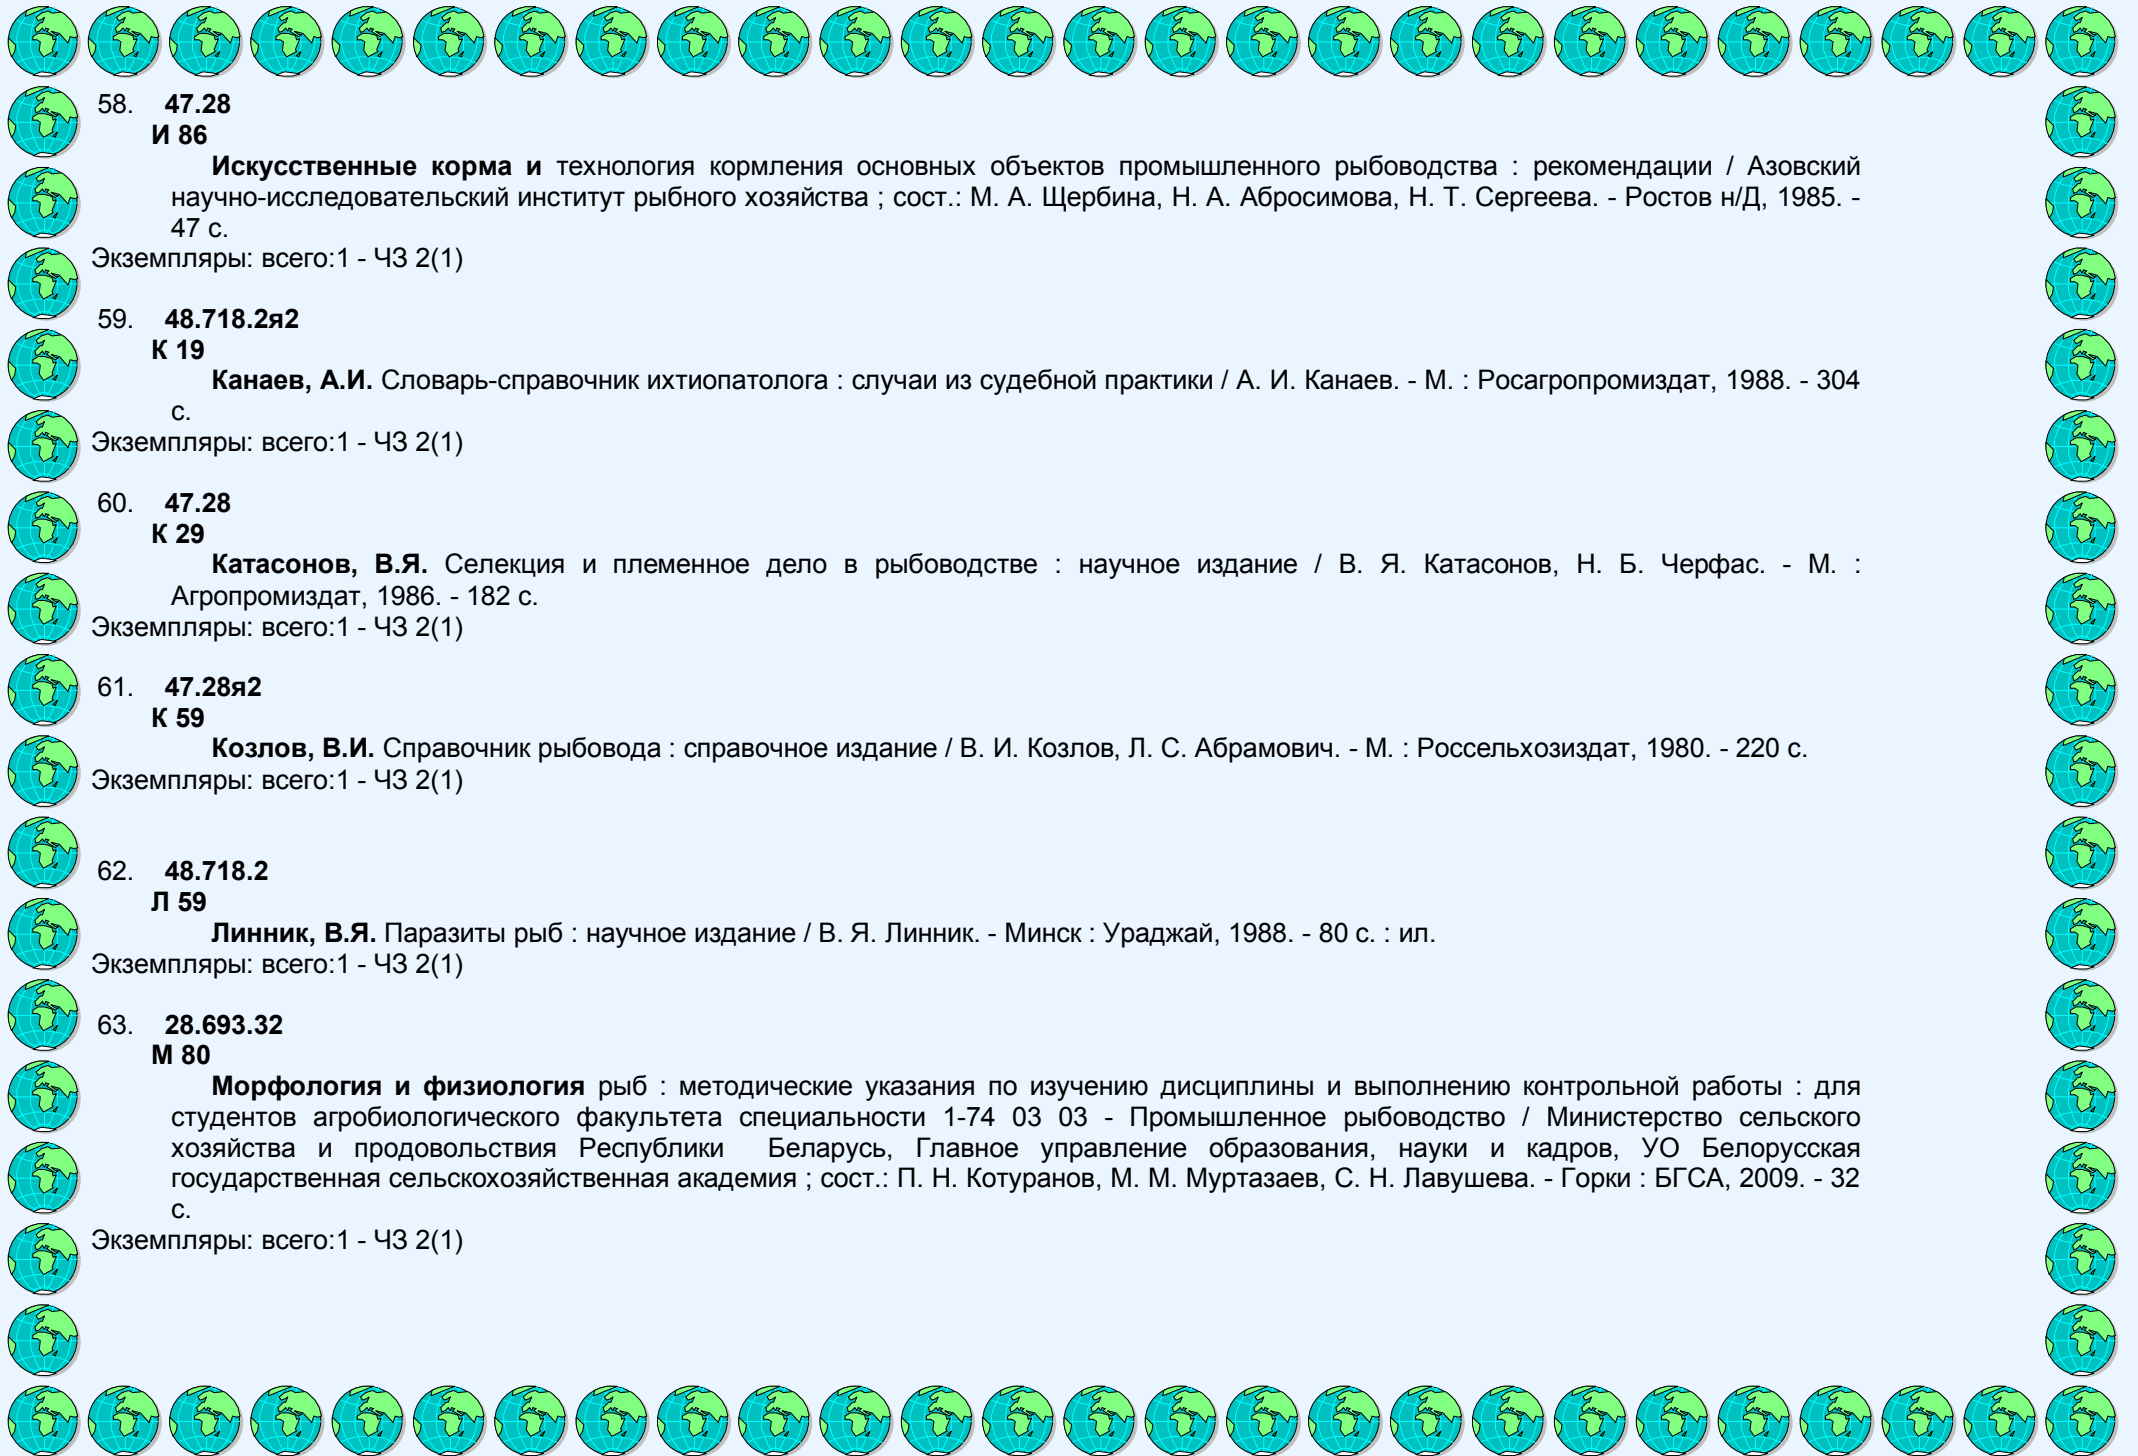 58. 47.28
И 86
Искусственные корма и технология кормления основных объектов промышленного рыбоводства : рекомендации / Азовский
научно-исследовательский институт рыбного хозяйства ; сост.: М. А. Щербина, Н. А. Абросимова, Н. Т. Сергеева. - Ростов н/Д, 1985. -
47 с.
Экземпляры: всего:1 - ЧЗ 2(1)
59. 48.718.2я2
К 19
Канаев, А.И. Словарь-справочник ихтиопатолога : случаи из судебной практики / А. И. Канаев. - М. : Росагропромиздат, 1988. - 304
с.
Экземпляры: всего:1 - ЧЗ 2(1)
60. 47.28
К 29
Катасонов, В.Я. Селекция и племенное дело в рыбоводстве : научное издание / В. Я. Катасонов, Н. Б. Черфас. - М. :
Агропромиздат, 1986. - 182 с.
Экземпляры: всего:1 - ЧЗ 2(1)
61. 47.28я2
К 59
Козлов, В.И. Справочник рыбовода : справочное издание / В. И. Козлов, Л. С. Абрамович. - М. : Россельхозиздат, 1980. - 220 с.
Экземпляры: всего:1 - ЧЗ 2(1)
62. 48.718.2
Л 59
Линник, В.Я. Паразиты рыб : научное издание / В. Я. Линник. - Минск : Ураджай, 1988. - 80 с. : ил.
Экземпляры: всего:1 - ЧЗ 2(1)
63. 28.693.32
М 80
Морфология и физиология рыб : методические указания по изучению дисциплины и выполнению контрольной работы : для
студентов агробиологического факультета специальности 1-74 03 03 - Промышленное рыбоводство / Министерство сельского
хозяйства и продовольствия Республики Беларусь, Главное управление образования, науки и кадров, УО Белорусская
государственная сельскохозяйственная академия ; сост.: П. Н. Котуранов, М. М. Муртазаев, С. Н. Лавушева. - Горки : БГСА, 2009. - 32
с.
Экземпляры: всего:1 - ЧЗ 2(1)